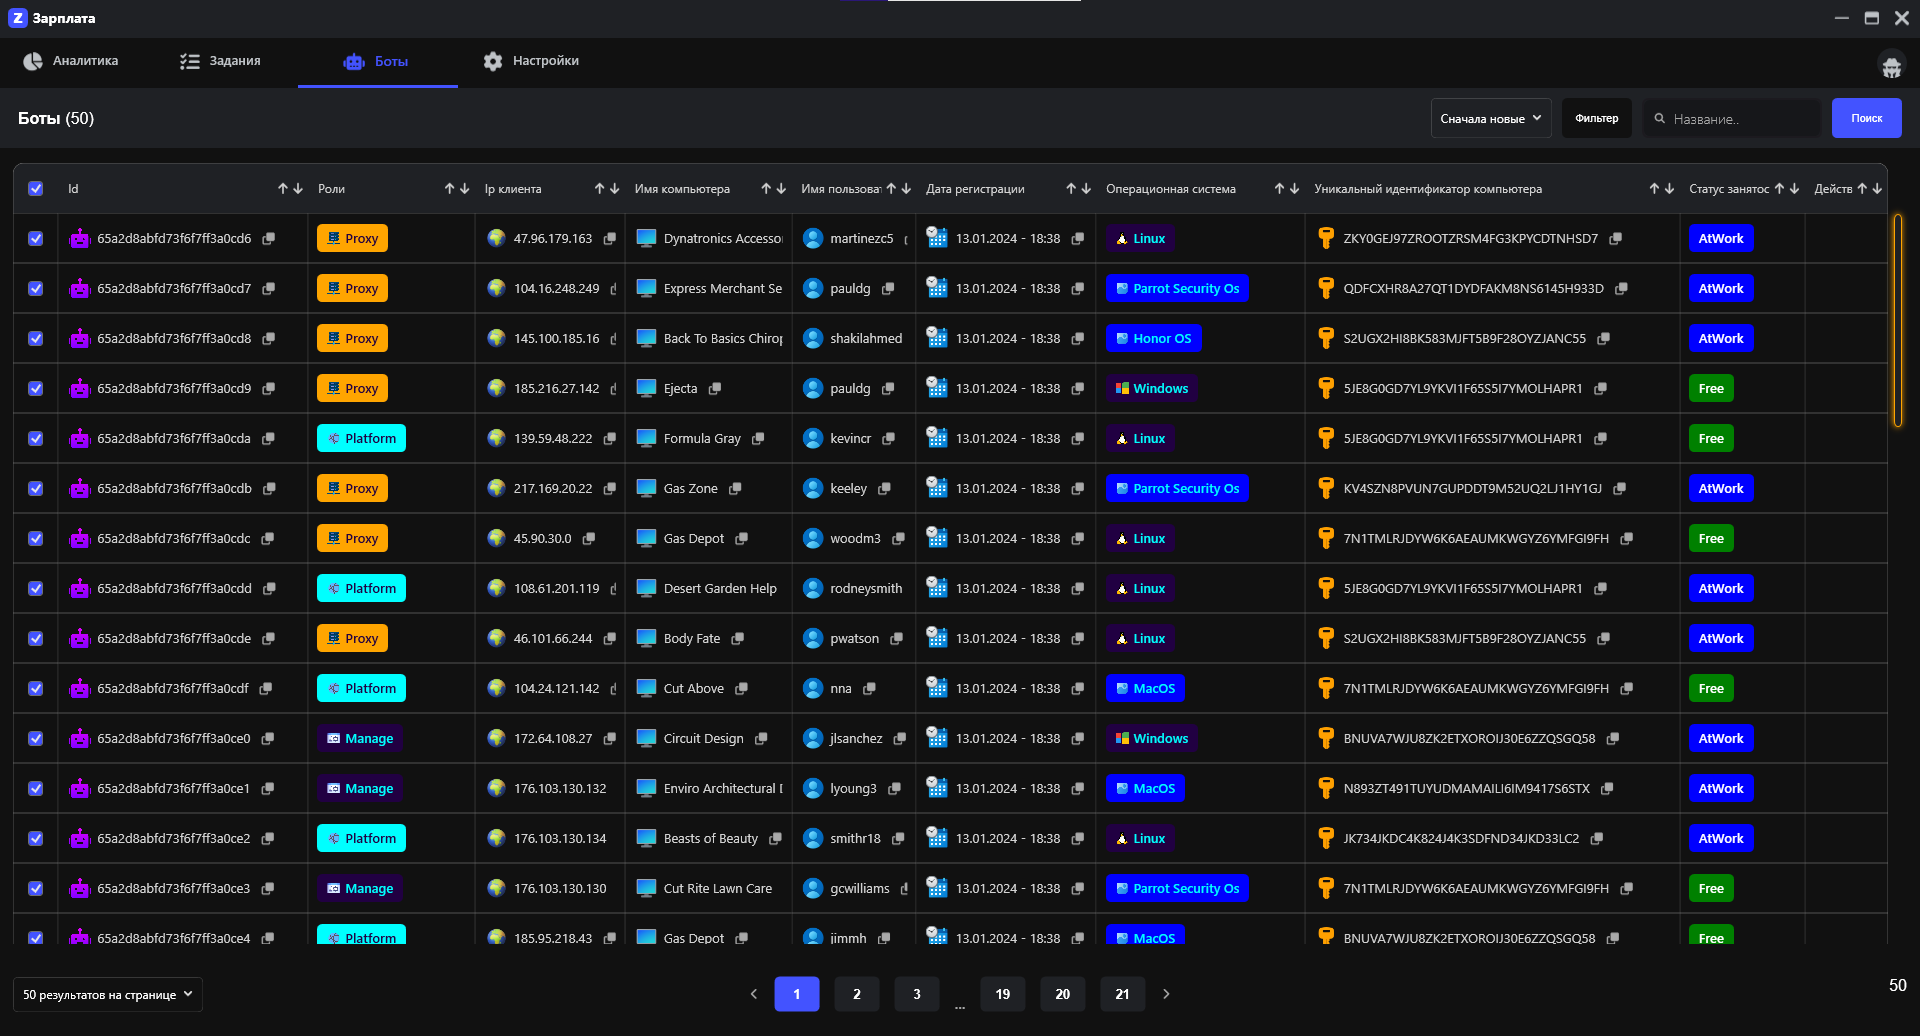 Z Зарплата
Аналитика Задания Боты Настройки
Боты (50) Сначала новые Фильтр Название.. Поиск
Id Роли Ip клиента Имя компьютера Имя пользоват Дата регистрации Операционная система Уникальный идентификатор компьютера Статус занятос Действ
65a2d8abfd73f6f7ff3a0cd6 Proxy 47.96.179.163 Dynatronics Accesso martinezc5 13.01.2024 - 18:38 Linux ZKY0GEJ97ZROOTZRSM4FG3KPYCDTNHSD7 AtWork
65a2d8abfd73f6f7ff3a0cd7 Proxy 104.16.248.249 Express Merchant Se pauldg 13.01.2024 - 18:38 Parrot Security Os QDFCXHR8A27QT1DYDFAKM8NS6145H933D AtWork
65a2d8abfd73f6f7ff3a0cd8 Proxy 145.100.185.16 Back To Basics Chirop shakilahmed 13.01.2024 - 18:38 Honor OS S2UGX2HI8BK583MJFT5B9F28OYZJANC55 AtWork
65a2d8abfd73f6f7ff3a0cd9 Proxy 185.216.27.142 Ejecta pauldg 13.01.2024 - 18:38 Windows 5JE8G0GD7YL9YKVI1F65S5I7YMOLHAPR1 Free
65a2d8abfd73f6f7ff3a0cda Platform 139.59.48.222 Formula Gray kevincr 13.01.2024 - 18:38 Linux 5JE8G0GD7YL9YKVI1F65S5I7YMOLHAPR1 Free
65a2d8abfd73f6f7ff3a0cdb Proxy 217.169.20.22 Gas Zone keeley 13.01.2024 - 18:38 Parrot Security Os KV4SZN8PVUN7GUPDDT9M52UQ2LJ1HY1GJ AtWork
65a2d8abfd73f6f7ff3a0cdc Proxy 45.90.30.0 Gas Depot woodm3 13.01.2024 - 18:38 Linux 7N1TMLRJDYW6K6AEAUMKWGYZ6YMFGI9FH Free
65a2d8abfd73f6f7ff3a0cdd Platform 108.61.201.119 Desert Garden Help rodneysmith 13.01.2024 - 18:38 Linux 5JE8G0GD7YL9YKVI1F65S5I7YMOLHAPR1 AtWork
65a2d8abfd73f6f7ff3a0cde Proxy 46.101.66.244 Body Fate pwatson 13.01.2024 - 18:38 Linux S2UGX2HI8BK583MJFT5B9F28OYZJANC55 AtWork
65a2d8abfd73f6f7ff3a0cdf Platform 104.24.121.142 Cut Above nna 13.01.2024 - 18:38 MacOS 7N1TMLRJDYW6K6AEAUMKWGYZ6YMFGI9FH Free
65a2d8abfd73f6f7ff3a0ce0 Manage 172.64.108.27 Circuit Design jlsanchez 13.01.2024 - 18:38 Windows BNUVA7WJU8ZK2ETXOROIJ30E6ZZQSGQ58 AtWork
65a2d8abfd73f6f7ff3a0ce1 Manage 176.103.130.132 Enviro Architectural D lyoung3 13.01.2024 - 18:38 MacOS N893ZT491TUYUDMAMAILI6IM9417S6STX AtWork
65a2d8abfd73f6f7ff3a0ce2 Platform 176.103.130.134 Beasts of Beauty smithr18 13.01.2024 - 18:38 Linux JK734JKDC4K824J4K3SDFND34JKD33LC2 AtWork
65a2d8abfd73f6f7ff3a0ce3 Manage 176.103.130.130 Cut Rite Lawn Care gcwilliams 13.01.2024 - 18:38 Parrot Security Os 7N1TMLRJDYW6K6AEAUMKWGYZ6YMFGI9FH Free
65a2d8abfd73f6f7ff3a0ce4 Platform 185.95.218.43 Gas Depot jimmh 13.01.2024 - 18:38 MacOS BNUVA7WJU8ZK2ETXOROIJ30E6ZZQSGQ58 Free
50 результатов на странице 1 2 3 ... 19 20 21 50